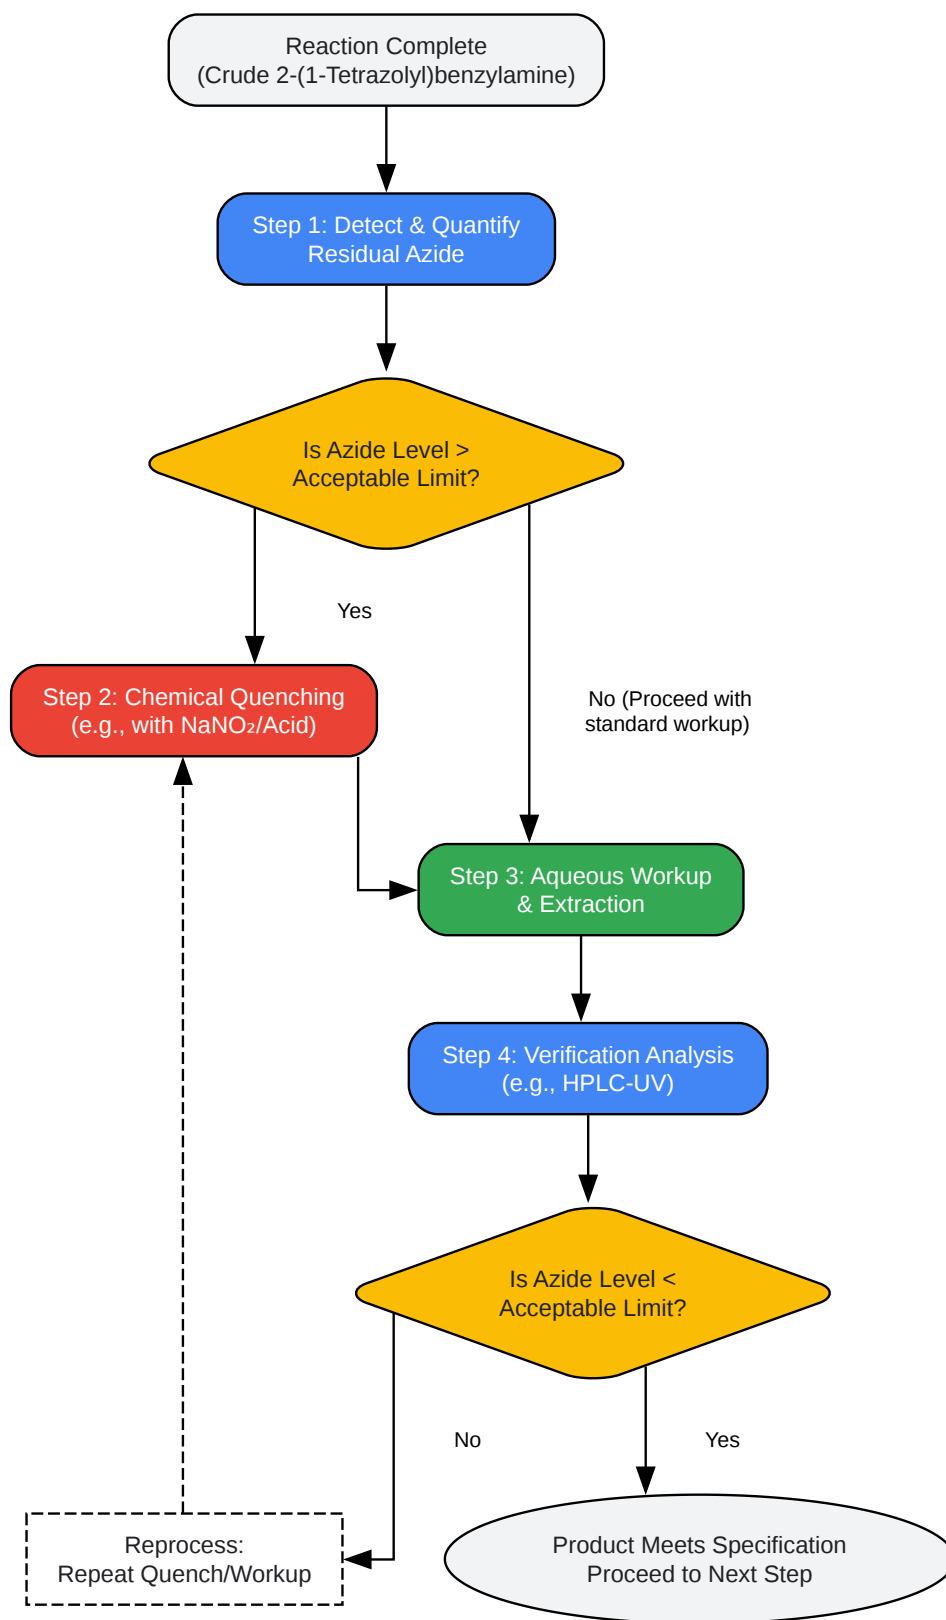 Reaction Complete
(Crude 2-(1-Tetrazolyl)benzylamine)
Step 1: Detect & Quantify
Residual Azide
Is Azide Level >
Acceptable Limit?
Yes
Step 2: Chemical Quenching
(e.g., with NaNO₂/Acid)
No (Proceed with
standard workup)
Step 3: Aqueous Workup
& Extraction
Step 4: Verification Analysis
(e.g., HPLC-UV)
Is Azide Level <
Acceptable Limit?
No
Yes
Reprocess:
Repeat Quench/Workup
Product Meets Specification
Proceed to Next Step